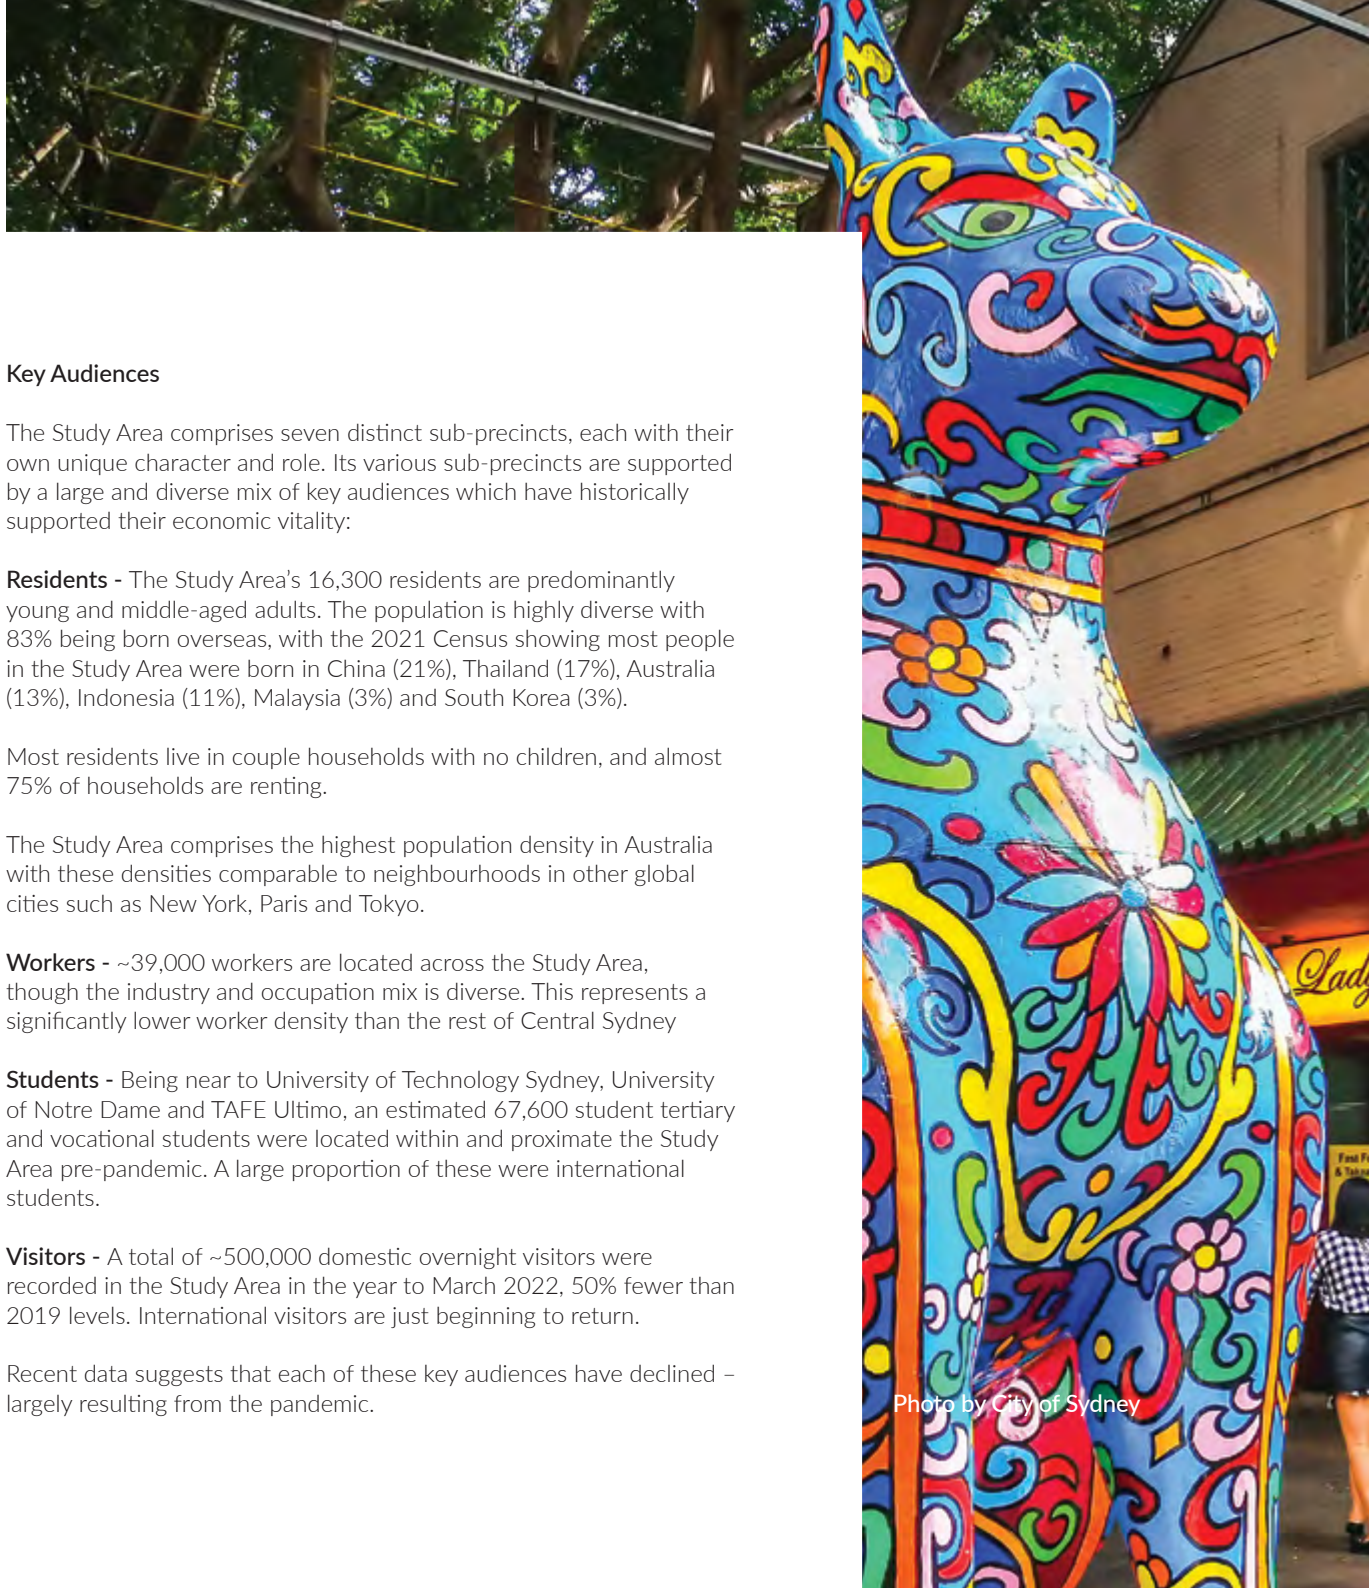 Key Audiences
The Study Area comprises seven distinct sub-precincts, each with their
own unique character and role. Its various sub-precincts are supported
by a large and diverse mix of key audiences which have historically
supported their economic vitality:
Residents - The Study Area’s 16,300 residents are predominantly
young and middle-aged adults. The population is highly diverse with
83% being born overseas, with the 2021 Census showing most people
in the Study Area were born in China (21%), Thailand (17%), Australia
(13%), Indonesia (11%), Malaysia (3%) and South Korea (3%).
Most residents live in couple households with no children, and almost
75% of households are renting.
The Study Area comprises the highest population density in Australia
with these densities comparable to neighbourhoods in other global
cities such as New York, Paris and Tokyo.
Workers - ~39,000 workers are located across the Study Area,
though the industry and occupation mix is diverse. This represents a
significantly lower worker density than the rest of Central Sydney
Students - Being near to University of Technology Sydney, University
of Notre Dame and TAFE Ultimo, an estimated 67,600 student tertiary
and vocational students were located within and proximate the Study
Area pre-pandemic. A large proportion of these were international
students.
Visitors - A total of ~500,000 domestic overnight visitors were
recorded in the Study Area in the year to March 2022, 50% fewer than
2019 levels. International visitors are just beginning to return.
Recent data suggests that each of these key audiences have declined –
largely resulting from the pandemic.
Photo by City of Sydney
Lad